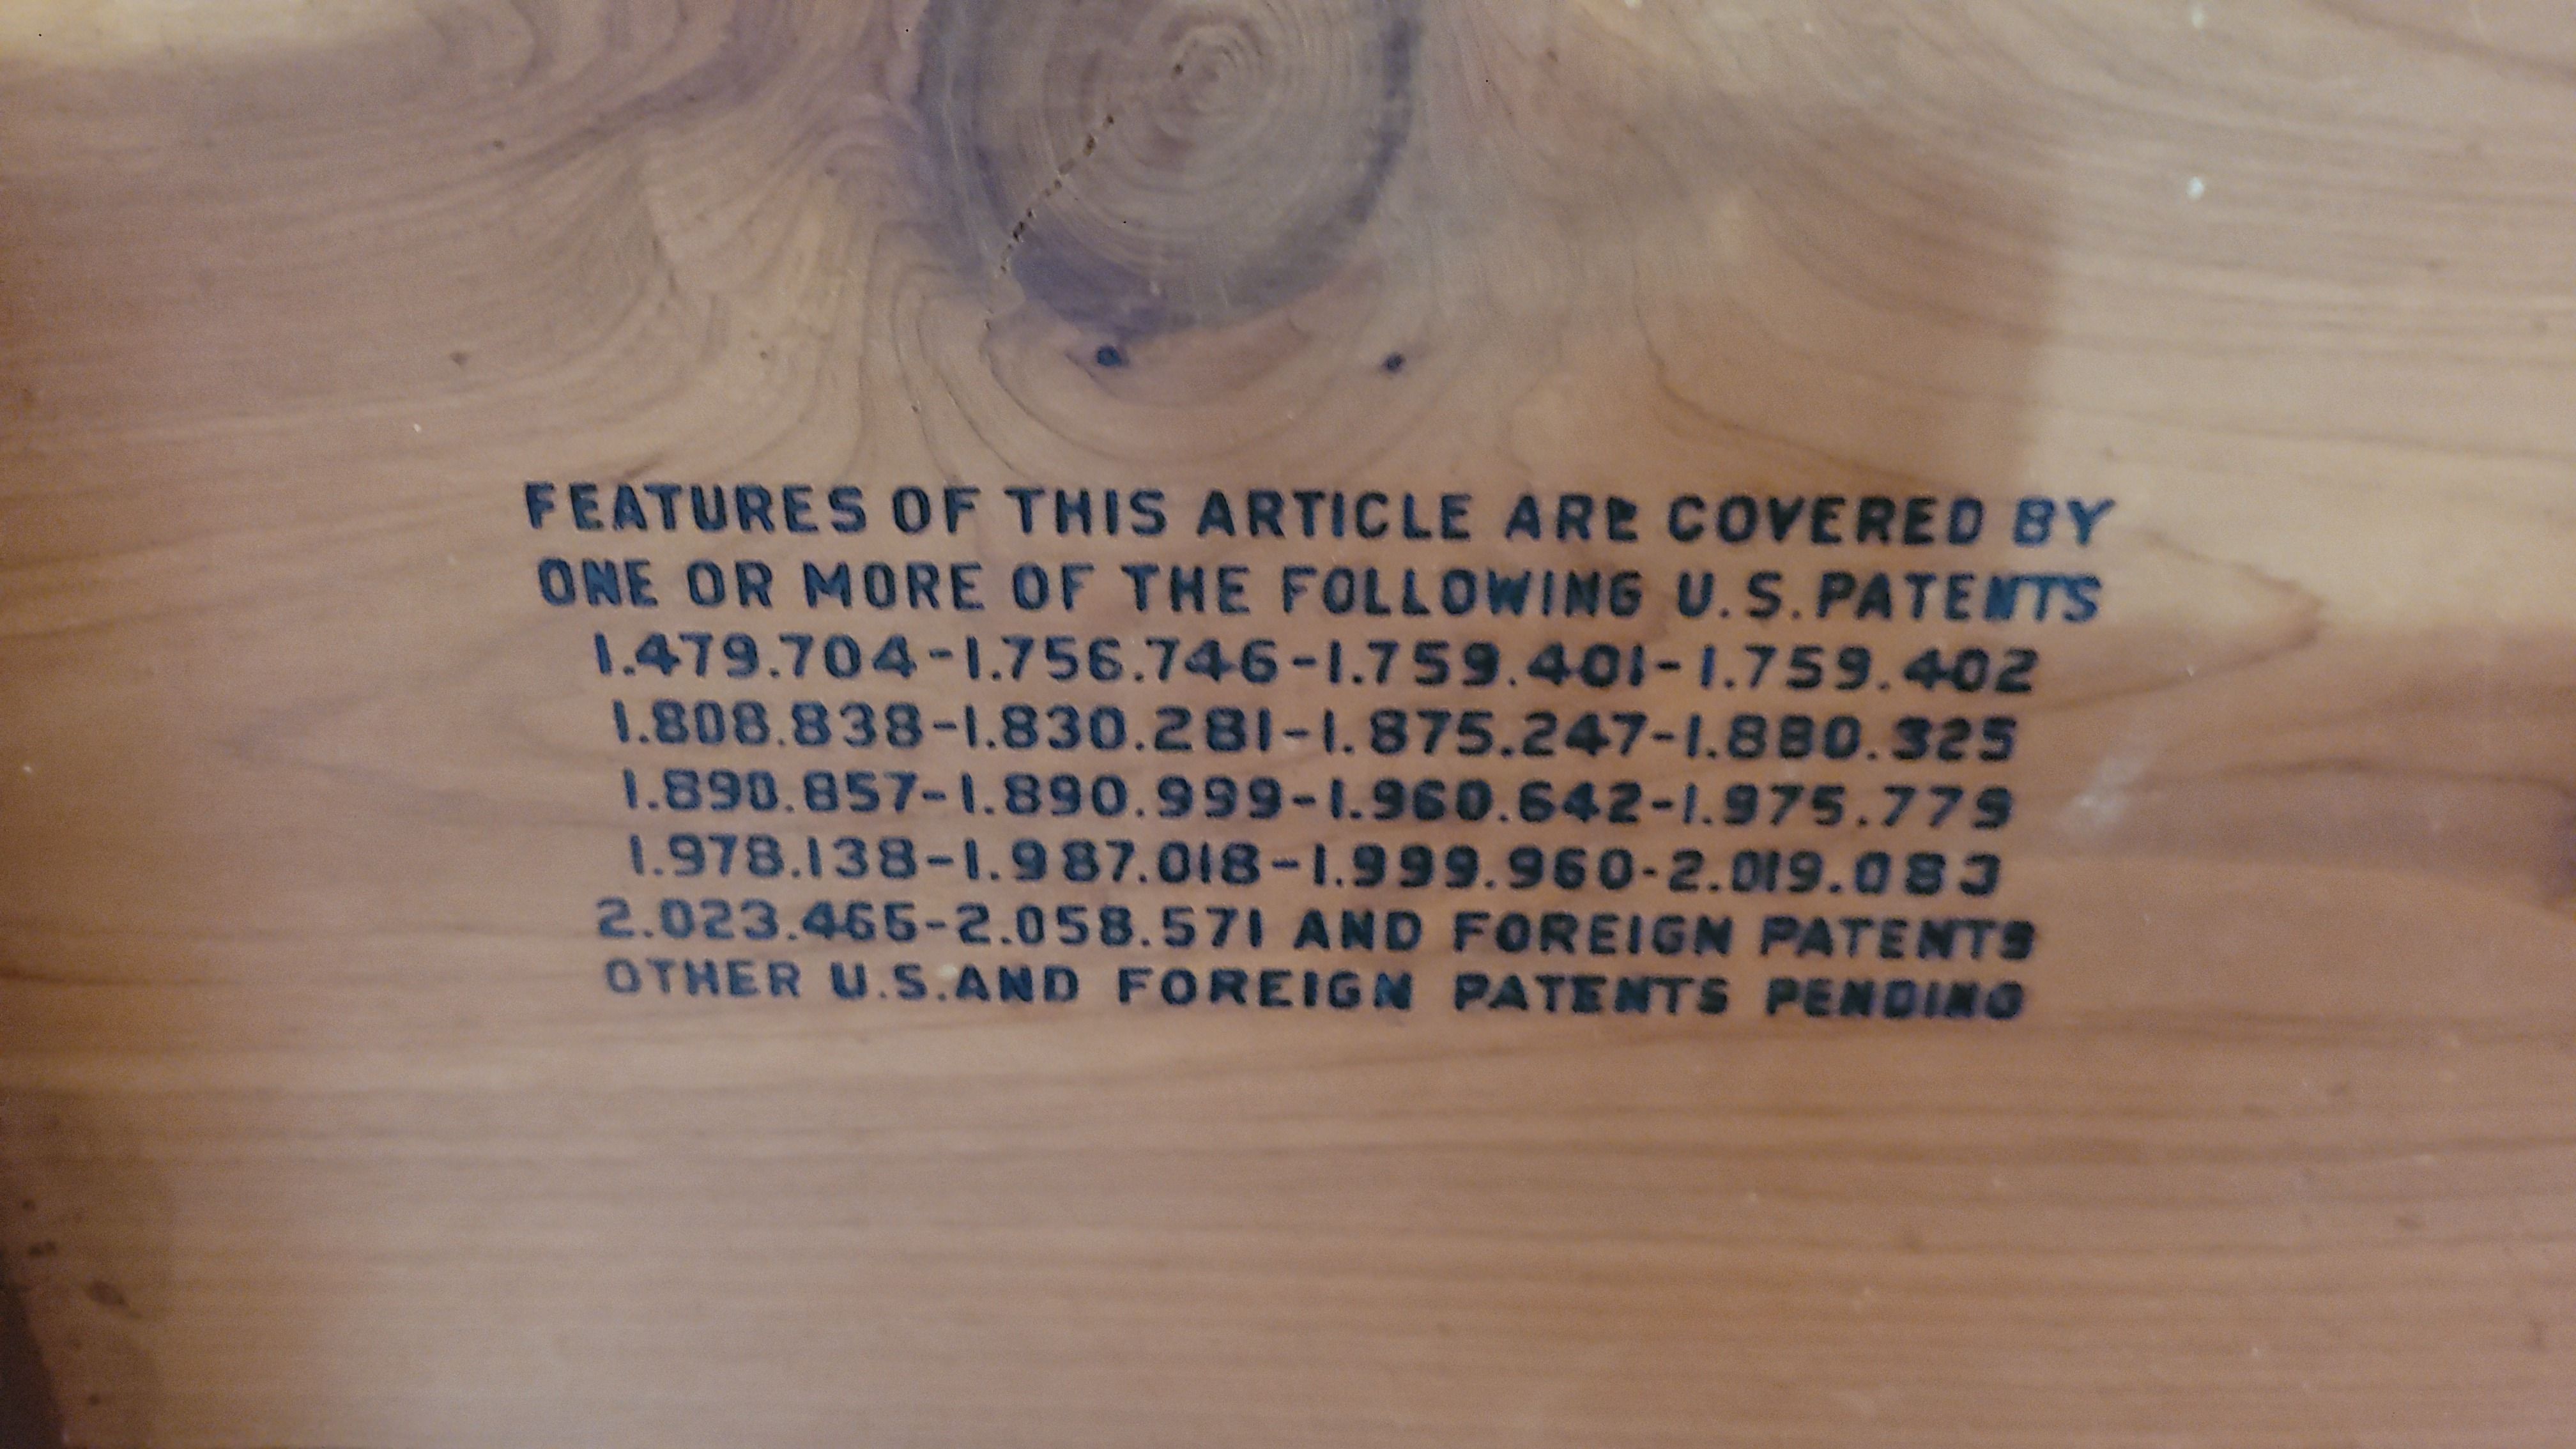 FEATURES OF THIS ARTICLE ARE COVERED BY
ONE OR MORE OF THE FOLLOWING U.S. PATENTS
1.479.704-1.756.746-1.759.401-1.759.402
1.808.838-1.830.281-1.875.247-1.880.325
1.890.857-1.890.999-1.960.642-1.975.779
1.978.138-1.987.018-1.999.960-2.019.083
2.023.465-2.058.571 AND FOREIGN PATENTS
OTHER U.S. AND FOREIGN PATENTS PENDING